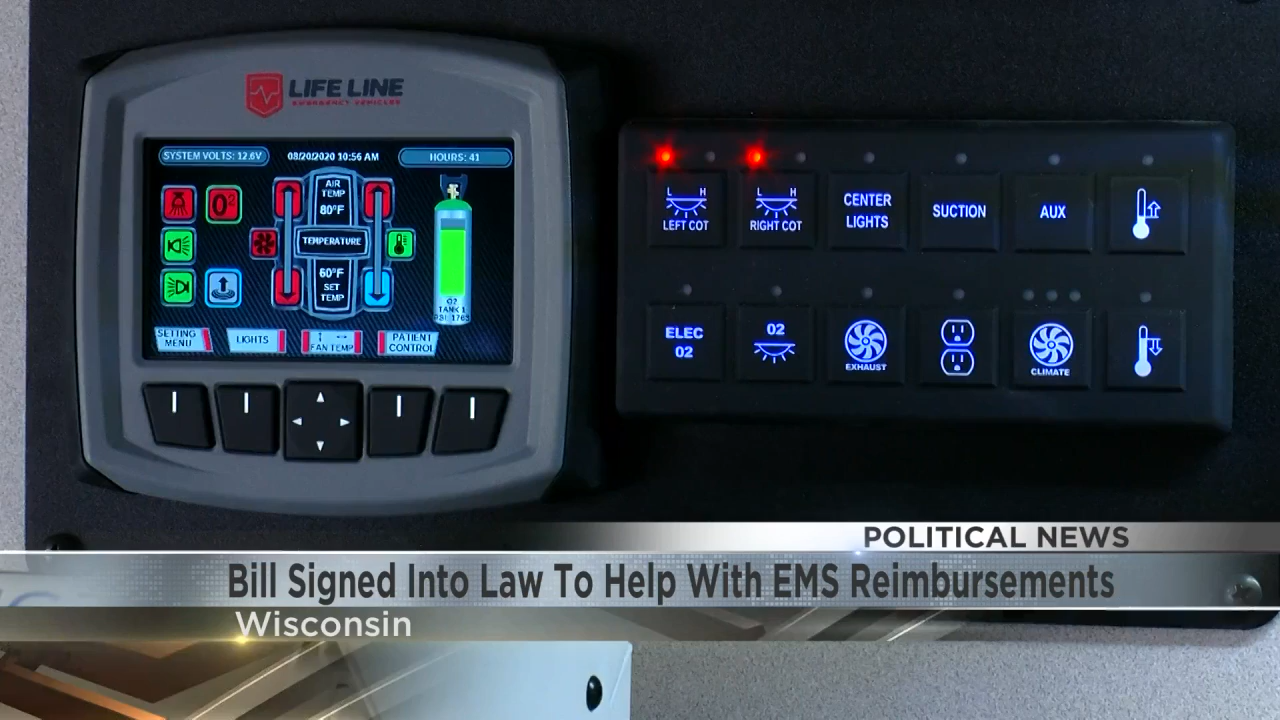 LIFE LINE
EMERGENCY VEHICLES
SYSTEM VOLTS: 12.6V
08/20/2020 10:56 AM
HOURS: 41
O²
AIR
TEMP
80°F
TEMPERATURE
60°F
SET
TEMP
O2
TANK 1
PSI: 1763
SETTING
MENU
LIGHTS
FAN TEMP
PATIENT
CONTROL
L H
LEFT COT
L H
RIGHT COT
CENTER
LIGHTS
SUCTION
AUX
ELEC
02
02
EXHAUST
CLIMATE
POLITICAL NEWS
Bill Signed Into Law To Help With EMS Reimbursements
Wisconsin